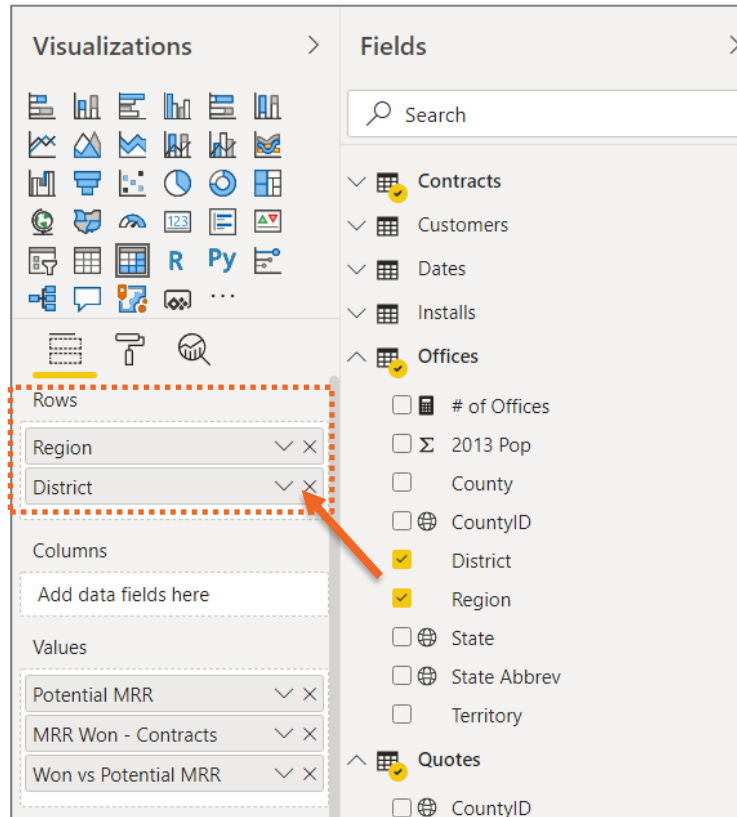 Visualizations
123
R
Py
Rows
Region
District
Columns
Add data fields here
Values
Potential MRR
MRR Won - Contracts
Won vs Potential MRR
Fields
Search
Contracts
Customers
Dates
Installs
Offices
# of Offices
Σ 2013 Pop
County
CountyID
District
Region
State
State Abbrev
Territory
Quotes
CountyID